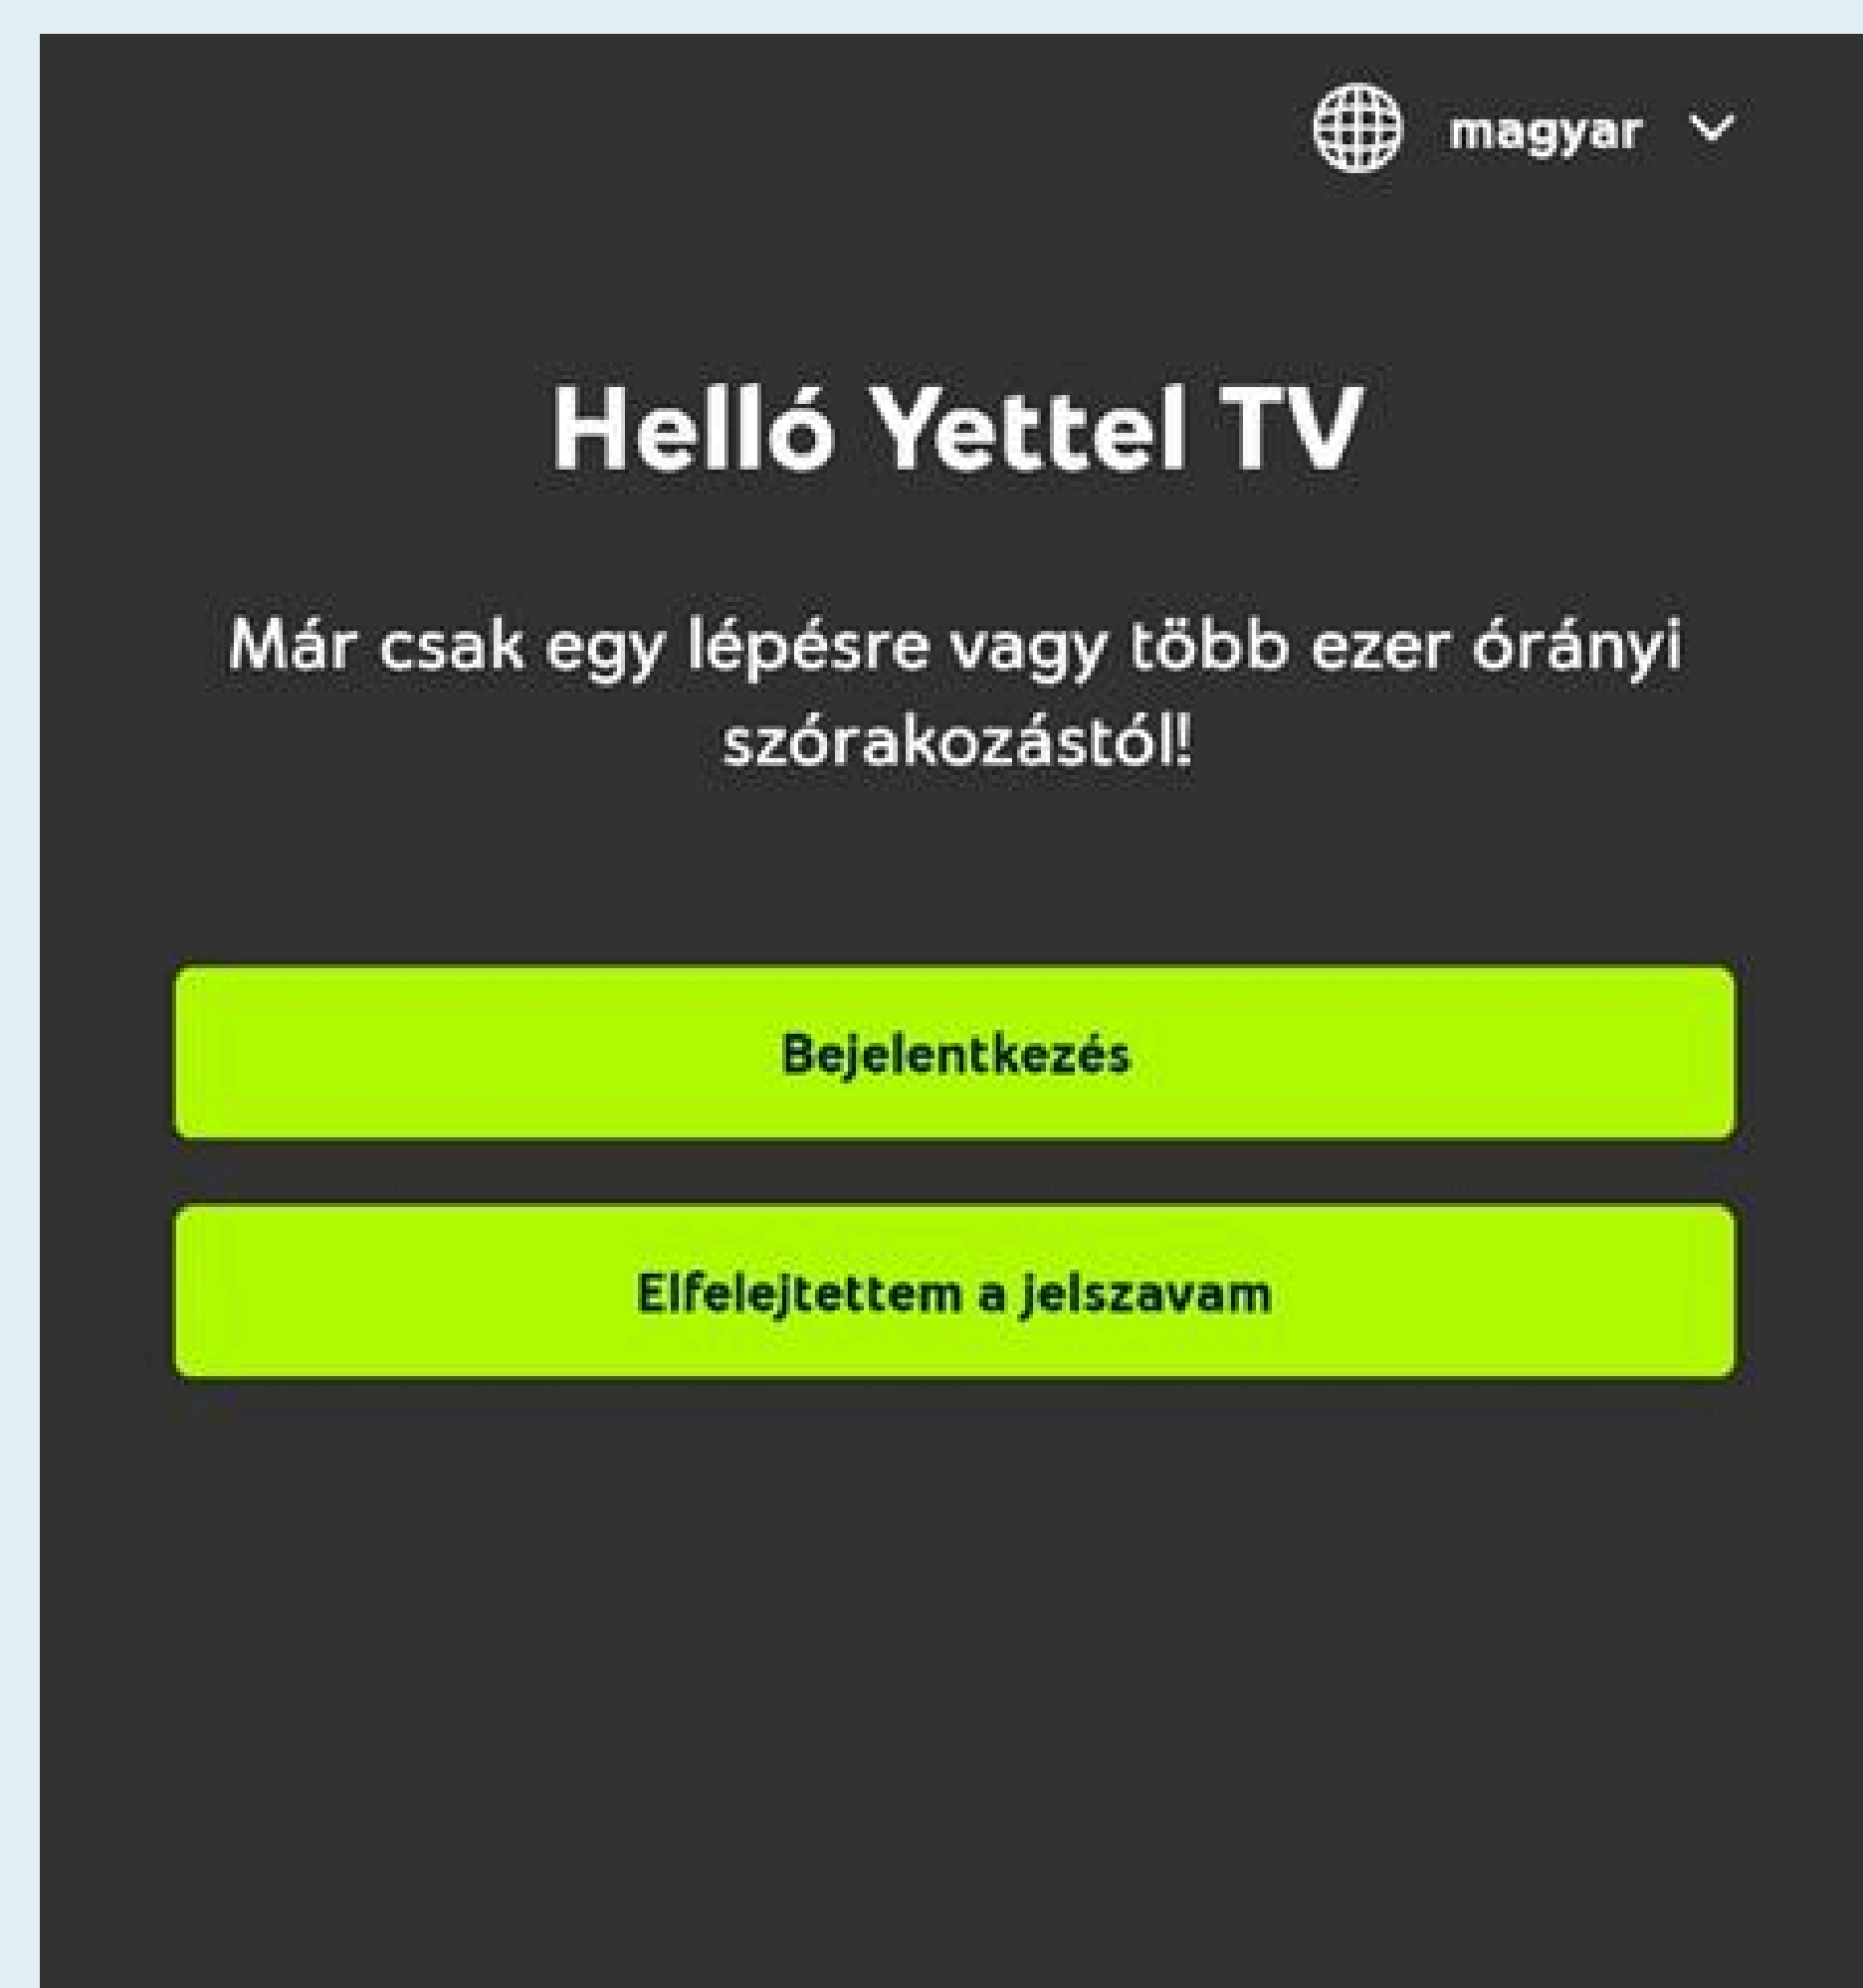 magyar
Helló Yettel TV
Már csak egy lépésre vagy több ezer órányi
szórakozástól!
Bejelentkezés
Elfelejtettem a jelszavam